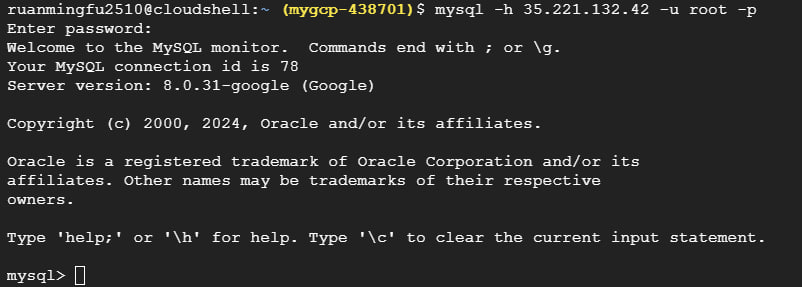 ruanmingfu2510@cloudshell:~ (mygcp-438701)$ mysql -h 35.221.132.42 -u root -p
Enter password:
Welcome to the MySQL monitor.  Commands end with ; or \g.
Your MySQL connection id is 78
Server version: 8.0.31-google (Google)

Copyright (c) 2000, 2024, Oracle and/or its affiliates.

Oracle is a registered trademark of Oracle Corporation and/or its
affiliates. Other names may be trademarks of their respective
owners.

Type 'help;' or '\h' for help. Type '\c' to clear the current input statement.

mysql>